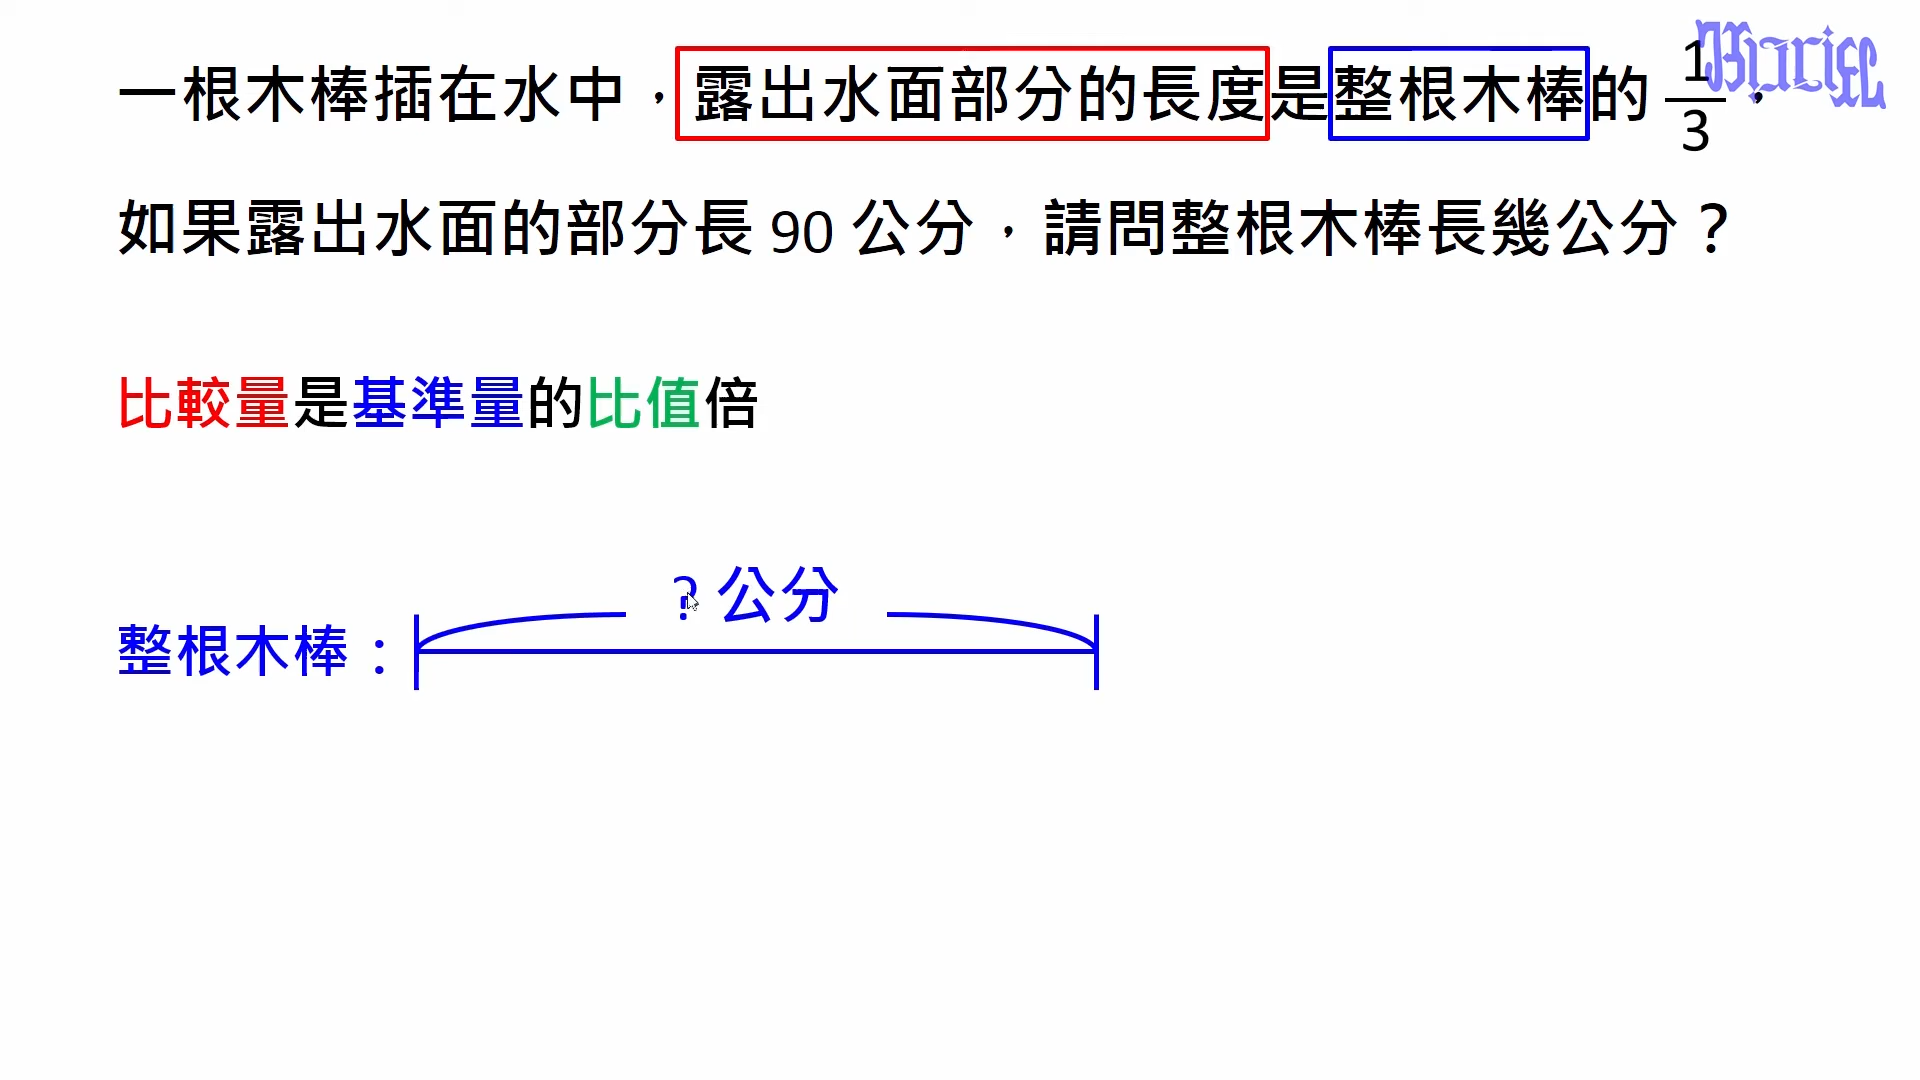 一根木棒插在水中，露出水面部分的長度是整根木棒的 1/3，
如果露出水面的部分長 90 公分，請問整根木棒長幾公分？
比較量是基準量的比值倍
? 公分
整根木棒：